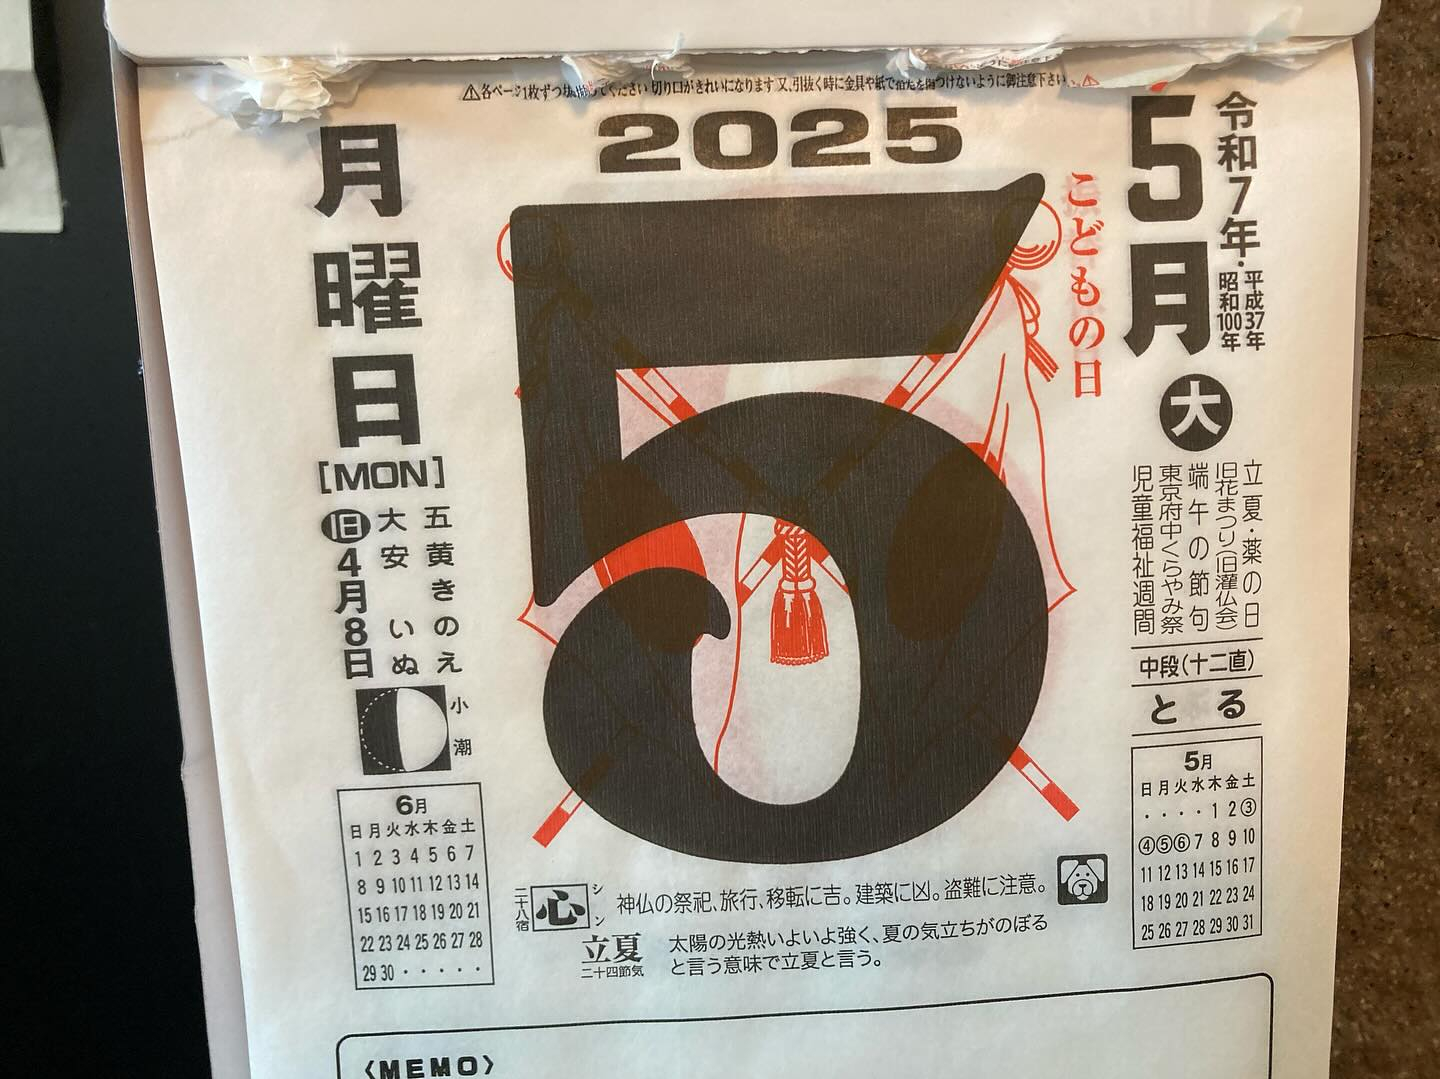 ⚠各ページ1枚ずつ
てください 切り口がきれいになります 又、引抜く時に金具や紙で指先を傷つけないように御注意下さい。⚠
2025
令和7年・
平成37年
昭和100年
5月
大
こどもの日
立夏・薬の日
旧花まつり(旧灌仏会)
端午の節句
東京府中くらやみ祭
児童福祉週間
中段(十二直)
とる
5月
日月火水木金土
・・・・1 2 ③
④⑤⑥ 7 8 9 10
11 12 13 14 15 16 17
18 19 20 21 22 23 24
25 26 27 28 29 30 31
月曜日
[MON]
五黄 きのえ
大安 いぬ
旧4月8日
小潮
6月
日月火水木金土
1 2 3 4 5 6 7
8 9 10 11 12 13 14
15 16 17 18 19 20 21
22 23 24 25 26 27 28
29 30・・・・・
5
二十八宿
心
シン
神仏の祭祀、旅行、移転に吉。建築に凶。盗難に注意。
立夏
二十四節気
太陽の光熱いよいよ強く、夏の気立ちがのぼる
と言う意味で立夏と言う。
〈MEMO〉